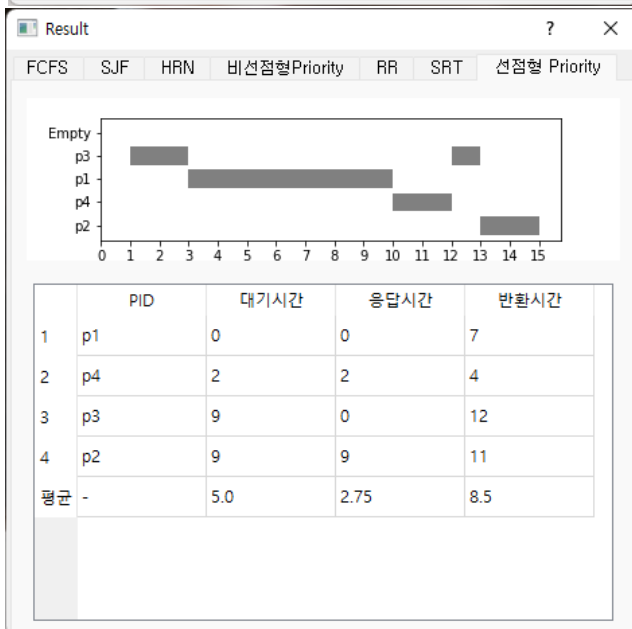 Result ? ×
FCFS SJF HRN 비선점형Priority RR SRT 선점형 Priority
Empty
p3
p1
p4
p2
0 1 2 3 4 5 6 7 8 9 10 11 12 13 14 15
PID 대기시간 응답시간 반환시간
1 p1 0 0 7
2 p4 2 2 4
3 p3 9 0 12
4 p2 9 9 11
평균 - 5.0 2.75 8.5